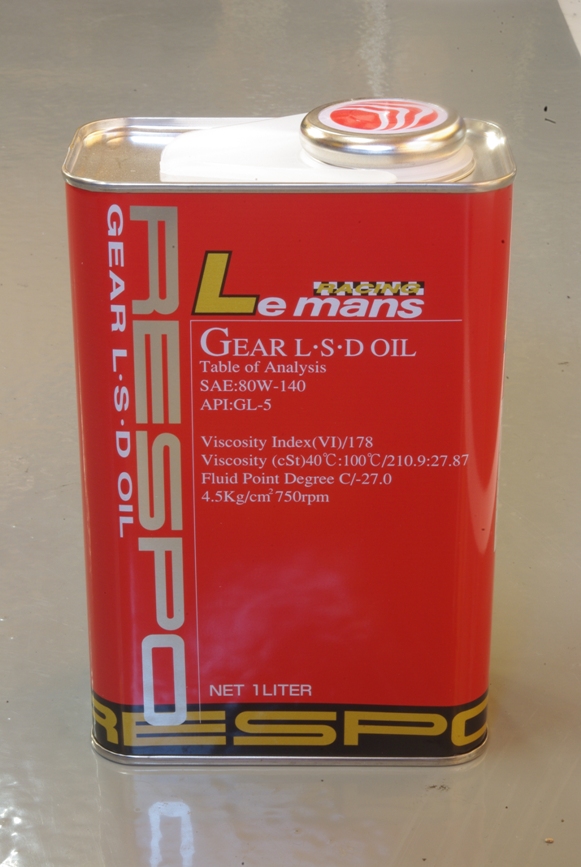 RESPO
GEAR L·S·D OIL
RACING
Le mans
GEAR L·S·D OIL
Table of Analysis
SAE:80W-140
API:GL-5
Viscosity Index(VI)/178
Viscosity (cSt)40℃:100℃/210.9:27.87
Fluid Point Degree C/-27.0
4.5Kg/cm² 750rpm
NET 1 LITER
RESPO